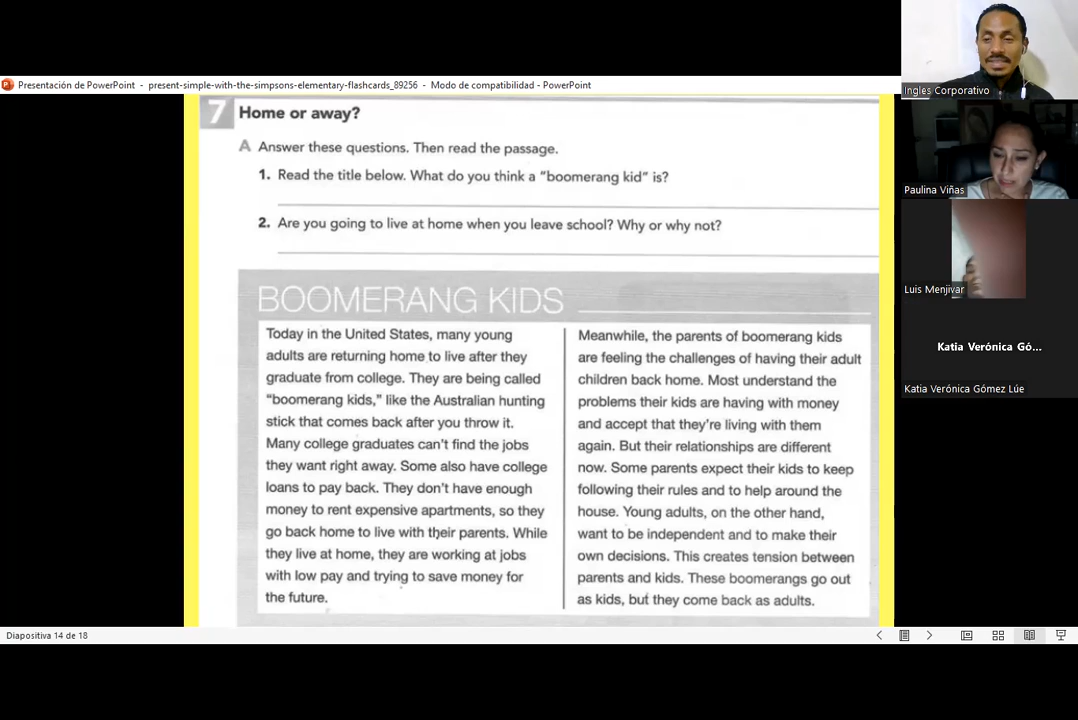 Presentación de PowerPoint - present-simple-with-the-simpsons-elementary-flashcards_89256 - Modo de compatibilidad - PowerPoint
7 Home or away?
A Answer these questions. Then read the passage.
1. Read the title below. What do you think a "boomerang kid" is?
2. Are you going to live at home when you leave school? Why or why not?
BOOMERANG KIDS
Today in the United States, many young
adults are returning home to live after they
graduate from college. They are being called
"boomerang kids," like the Australian hunting
stick that comes back after you throw it.
Many college graduates can't find the jobs
they want right away. Some also have college
loans to pay back. They don't have enough
money to rent expensive apartments, so they
go back home to live with their parents. While
they live at home, they are working at jobs
with low pay and trying to save money for
the future.
Meanwhile, the parents of boomerang kids
are feeling the challenges of having their adult
children back home. Most understand the
problems their kids are having with money
and accept that they're living with them
again. But their relationships are different
now. Some parents expect their kids to keep
following their rules and to help around the
house. Young adults, on the other hand,
want to be independent and to make their
own decisions. This creates tension between
parents and kids. These boomerangs go out
as kids, but they come back as adults.
Diapositiva 14 de 18
Ingles Corporativo
Paulina Viñas
Luis Menjivar
Katia Verónica Gó...
Katia Verónica Gómez Lúe